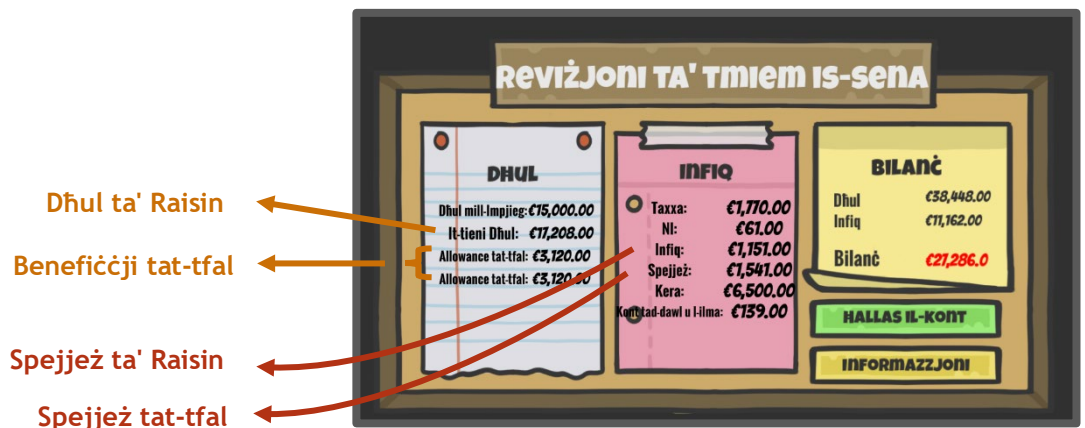 REVIŻJONI TA' TMIEM IS-SENA
DHUL
Dħul mill-Impjieg: €15,000.00
It-tieni Dħul: €17,208.00
Allowance tat-tfal: €3,120.00
Allowance tat-tfal: €3,120.00
INFIQ
Taxxa: €1,770.00
NI: €61.00
Infiq: €1,151.00
Spejjeż: €1,541.00
Kera: €6,500.00
Kont tad-dawl u l-ilma: €139.00
BILANĊ
Dħul €38,448.00
Infiq €11,162.00
Bilanċ €27,286.0
HALLAS IL-KONT
INFORMAZZJONI
Dħul ta' Raisin
Benefiċċji tat-tfal
Spejjeż ta' Raisin
Spejjeż tat-tfal